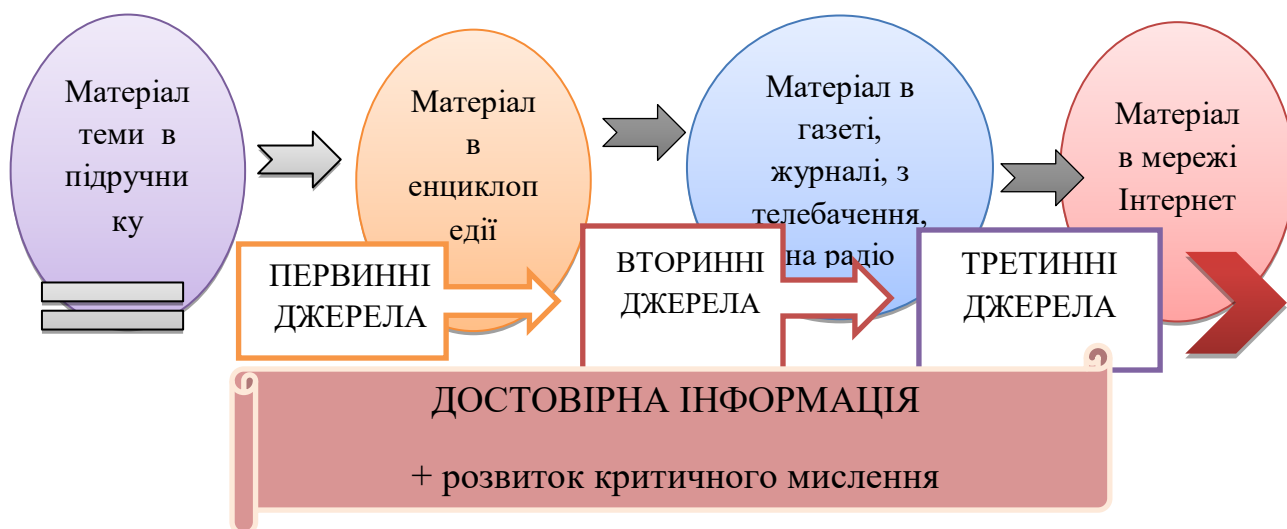 Матеріал
теми в
підручни
ку
Матеріал
в
енциклоп
едії
Матеріал в
газеті,
журналі, з
телебачення,
на радіо
Матеріал
в мережі
Інтернет
ПЕРВИННІ
ДЖЕРЕЛА
ВТОРИННІ
ДЖЕРЕЛА
ТРЕТИННІ
ДЖЕРЕЛА
ДОСТОВІРНА ІНФОРМАЦІЯ
+ розвиток критичного мислення